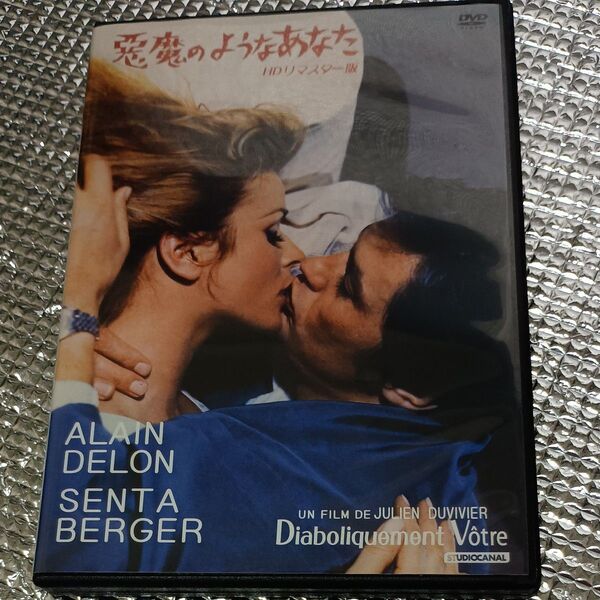 DVD
VIDEO
悪魔のようなあなた
HDリマスター版
ALAIN
DELON
SENTA
BERGER
UN FILM DE JULIEN DUVIVIER
Diaboliquement Vôtre
STUDIOCANAL